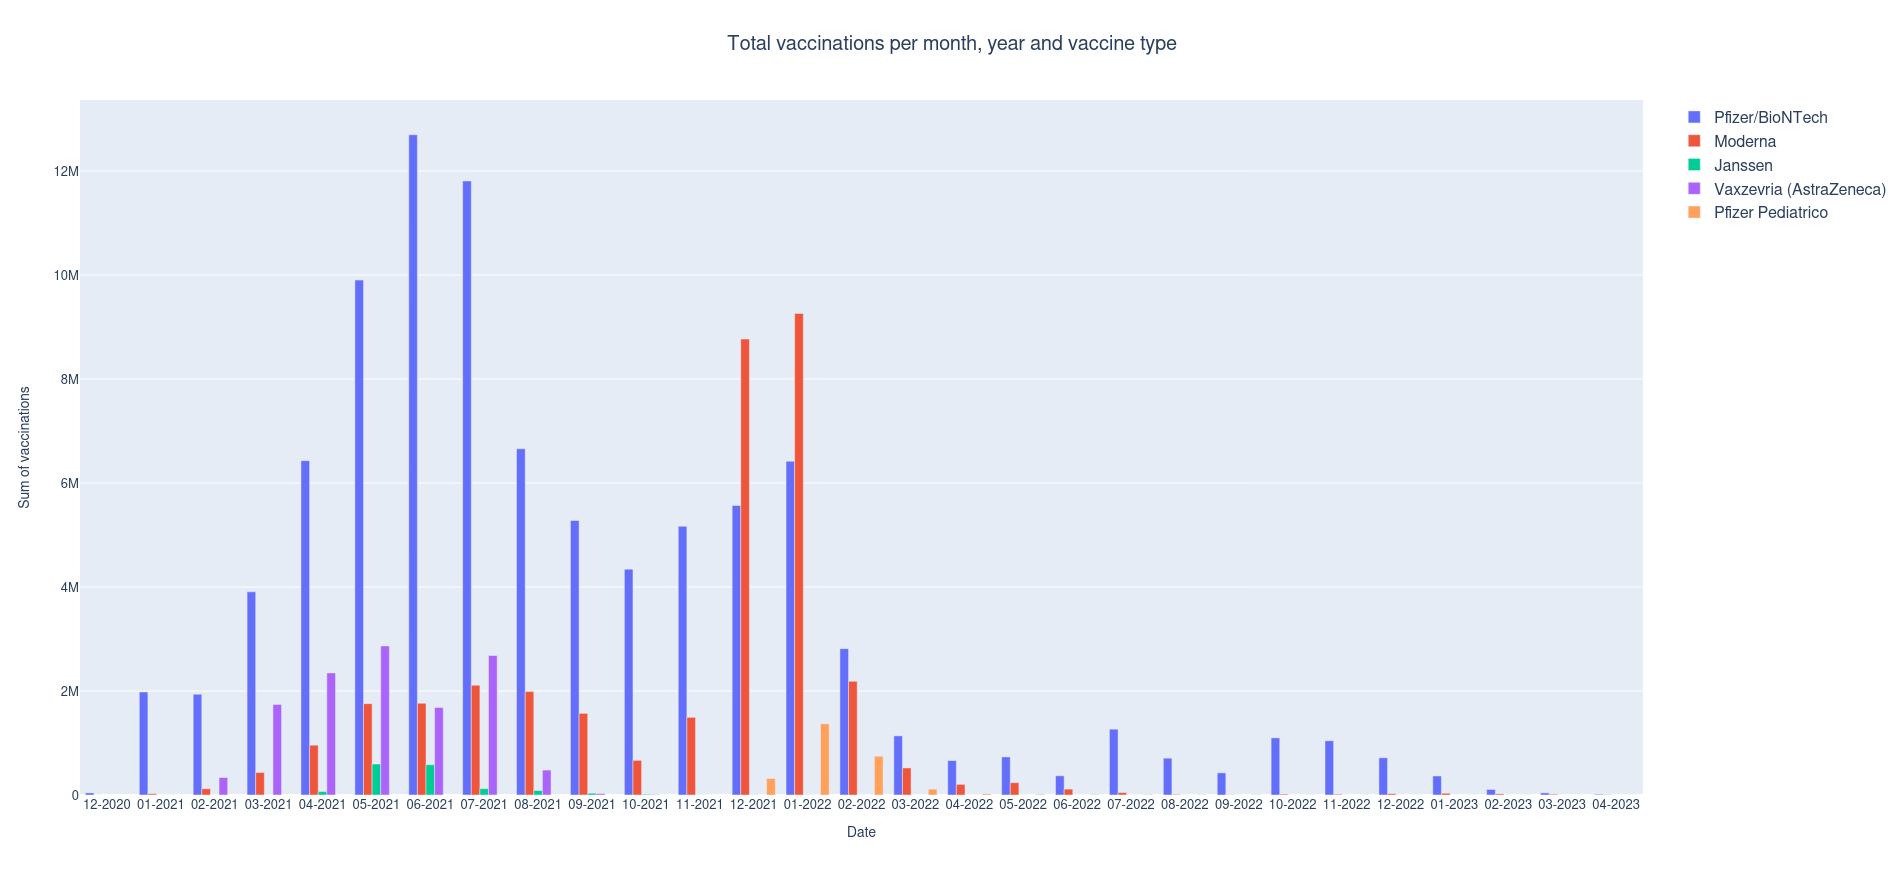 Total vaccinations per month, year and vaccine type
Pfizer/BioNTech
Moderna
Janssen
Vaxzevria (AstraZeneca)
Pfizer Pediatrico
12M
10M
8M
6M
4M
2M
0
Sum of vaccinations
12-2020 01-2021 02-2021 03-2021 04-2021 05-2021 06-2021 07-2021 08-2021 09-2021 10-2021 11-2021 12-2021 01-2022 02-2022 03-2022 04-2022 05-2022 06-2022 07-2022 08-2022 09-2022 10-2022 11-2022 12-2022 01-2023 02-2023 03-2023 04-2023
Date